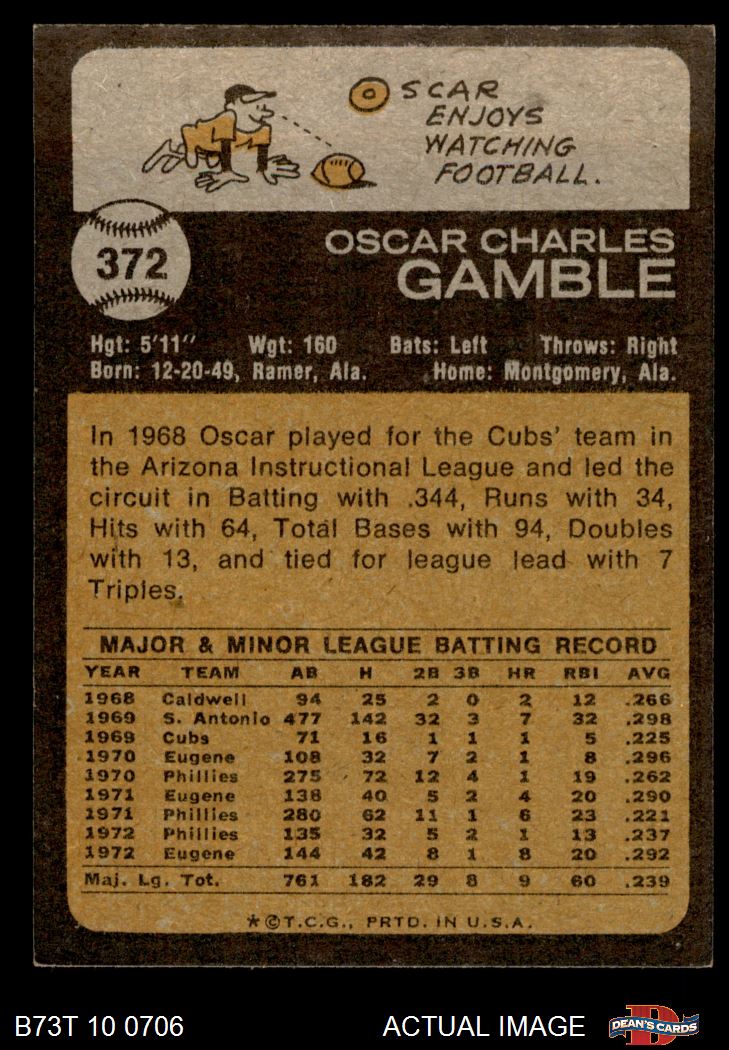 OSCAR
ENJOYS
WATCHING
FOOTBALL.
372
OSCAR CHARLES
GAMBLE
Hgt: 5'11" Wgt: 160 Bats: Left Throws: Right
Born: 12-20-49, Ramer, Ala. Home: Montgomery, Ala.
In 1968 Oscar played for the Cubs' team in
the Arizona Instructional League and led the
circuit in Batting with .344, Runs with 34,
Hits with 64, Total Bases with 94, Doubles
with 13, and tied for league lead with 7
Triples.
MAJOR & MINOR LEAGUE BATTING RECORD
YEAR TEAM AB H 2B 3B HR RBI AVG
1968 Caldwell 94 25 2 0 2 12 .266
1969 S. Antonio 477 142 32 3 7 32 .298
1969 Cubs 71 16 1 1 1 5 .225
1970 Eugene 108 32 7 2 1 8 .296
1970 Phillies 275 72 12 4 1 19 .262
1971 Eugene 138 40 5 2 4 20 .290
1971 Phillies 280 62 11 1 6 23 .221
1972 Phillies 135 32 5 2 1 13 .237
1972 Eugene 144 42 8 1 8 20 .292
Maj. Lg. Tot. 761 182 29 8 9 60 .239
*©T.C.G., PRTD. IN U.S.A.
B73T 10 0706 ACTUAL IMAGE D DEAN'S CARDS